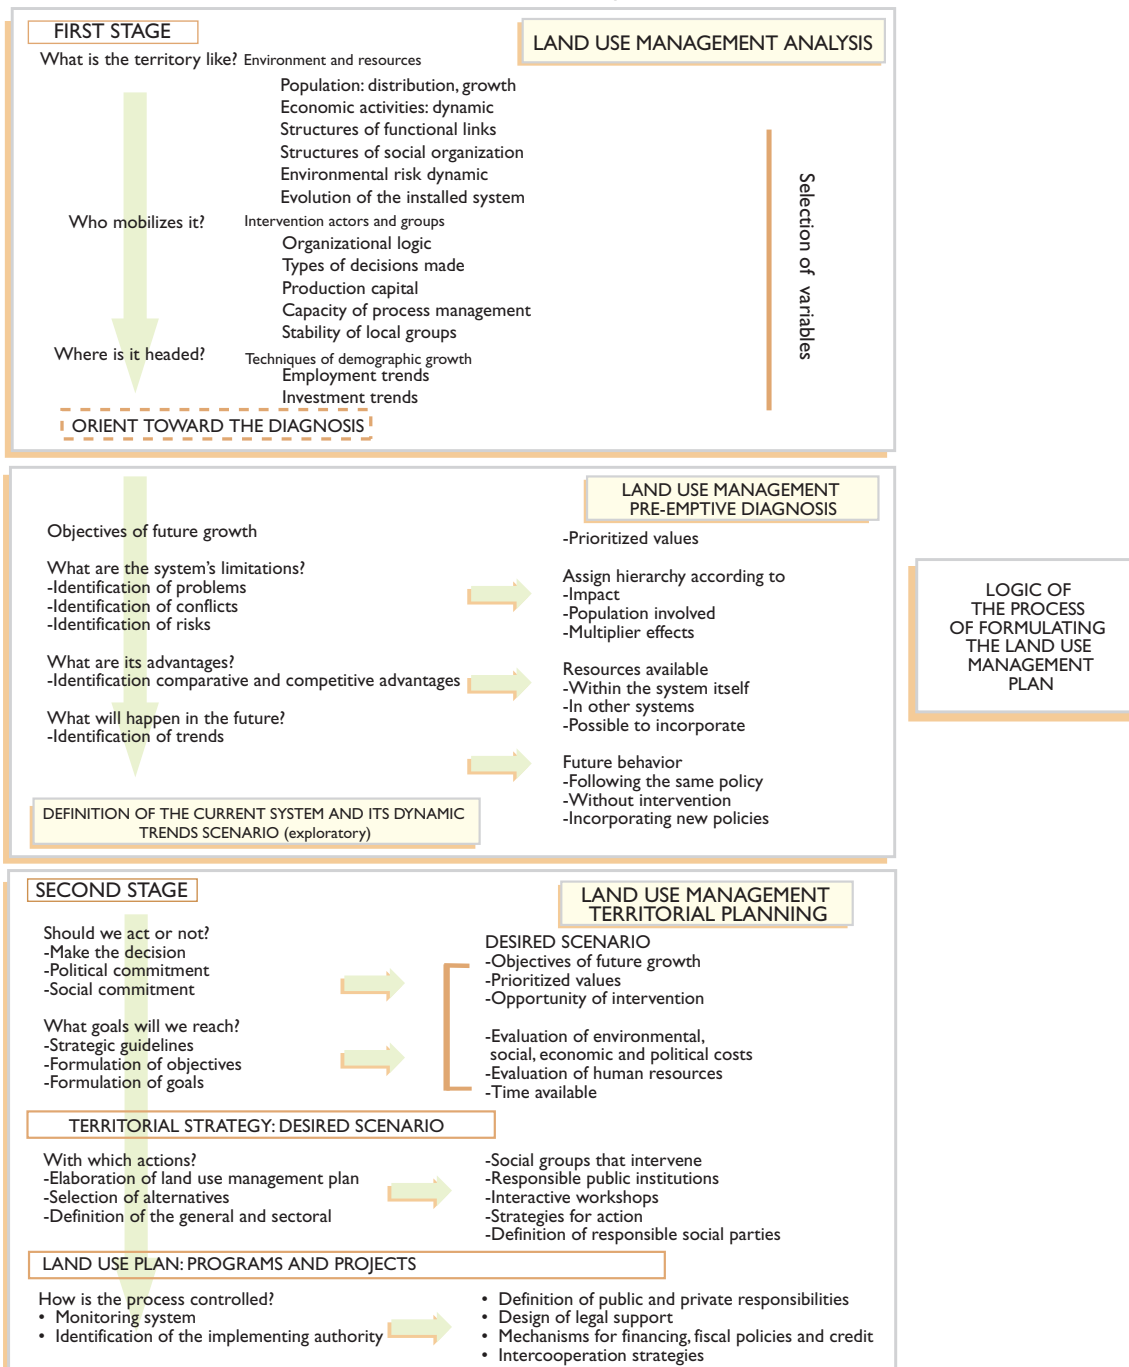 FIRST STAGE
LAND USE MANAGEMENT ANALYSIS
What is the territory like? Environment and resources
Population: distribution, growth
Economic activities: dynamic
Structures of functional links
Structures of social organization
Environmental risk dynamic
Evolution of the installed system
Who mobilizes it? Intervention actors and groups
Organizational logic
Types of decisions made
Production capital
Capacity of process management
Stability of local groups
Where is it headed? Techniques of demographic growth
Employment trends
Investment trends
Selection of variables
ORIENT TOWARD THE DIAGNOSIS
LAND USE MANAGEMENT
PRE-EMPTIVE DIAGNOSIS
Objectives of future growth
What are the system's limitations?
-Identification of problems
-Identification of conflicts
-Identification of risks
What are its advantages?
-Identification comparative and competitive advantages
What will happen in the future?
-Identification of trends
-Prioritized values
Assign hierarchy according to
-Impact
-Population involved
-Multiplier effects
Resources available
-Within the system itself
-In other systems
-Possible to incorporate
Future behavior
-Following the same policy
-Without intervention
-Incorporating new policies
DEFINITION OF THE CURRENT SYSTEM AND ITS DYNAMIC
TRENDS SCENARIO (exploratory)
LOGIC OF
THE PROCESS
OF FORMULATING
THE LAND USE
MANAGEMENT
PLAN
SECOND STAGE
LAND USE MANAGEMENT
TERRITORIAL PLANNING
Should we act or not?
-Make the decision
-Political commitment
-Social commitment
What goals will we reach?
-Strategic guidelines
-Formulation of objectives
-Formulation of goals
DESIRED SCENARIO
-Objectives of future growth
-Prioritized values
-Opportunity of intervention
-Evaluation of environmental,
social, economic and political costs
-Evaluation of human resources
-Time available
TERRITORIAL STRATEGY: DESIRED SCENARIO
With which actions?
-Elaboration of land use management plan
-Selection of alternatives
-Definition of the general and sectoral
-Social groups that intervene
-Responsible public institutions
-Interactive workshops
-Strategies for action
-Definition of responsible social parties
LAND USE PLAN: PROGRAMS AND PROJECTS
How is the process controlled?
• Monitoring system
• Identification of the implementing authority
• Definition of public and private responsibilities
• Design of legal support
• Mechanisms for financing, fiscal policies and credit
• Intercooperation strategies